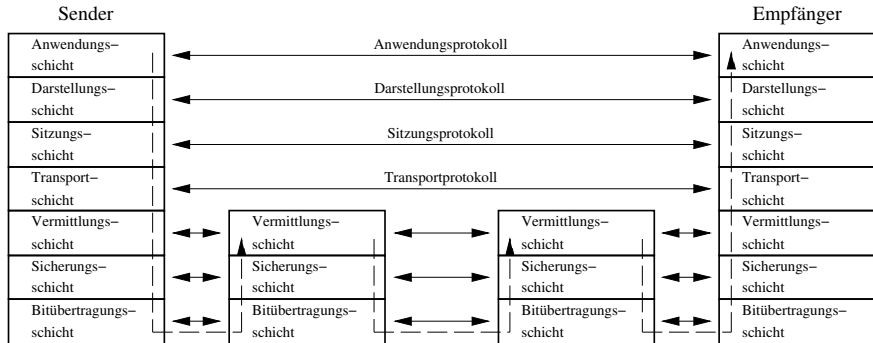 Sender
Empfänger
Anwendungs−
schicht
Anwendungsprotokoll
Anwendungs−
schicht
Darstellungs−
schicht
Darstellungsprotokoll
Darstellungs−
schicht
Sitzungs−
schicht
Sitzungsprotokoll
Sitzungs−
schicht
Transport−
schicht
Transportprotokoll
Transport−
schicht
Vermittlungs−
schicht
Vermittlungs−
schicht
Vermittlungs−
schicht
Vermittlungs−
schicht
Sicherungs−
schicht
Sicherungs−
schicht
Sicherungs−
schicht
Sicherungs−
schicht
Bitübertragungs−
schicht
Bitübertragungs−
schicht
Bitübertragungs−
schicht
Bitübertragungs−
schicht